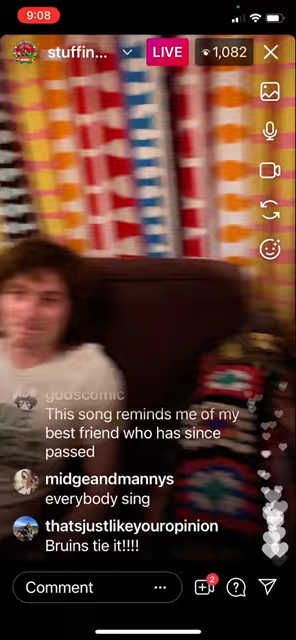 9:08
stuffin...
LIVE
1,082
godscomic
This song reminds me of my
best friend who has since
passed
midgeandmannys
everybody sing
thatsjustlikeyouropinion
Bruins tie it!!!!
Comment
2